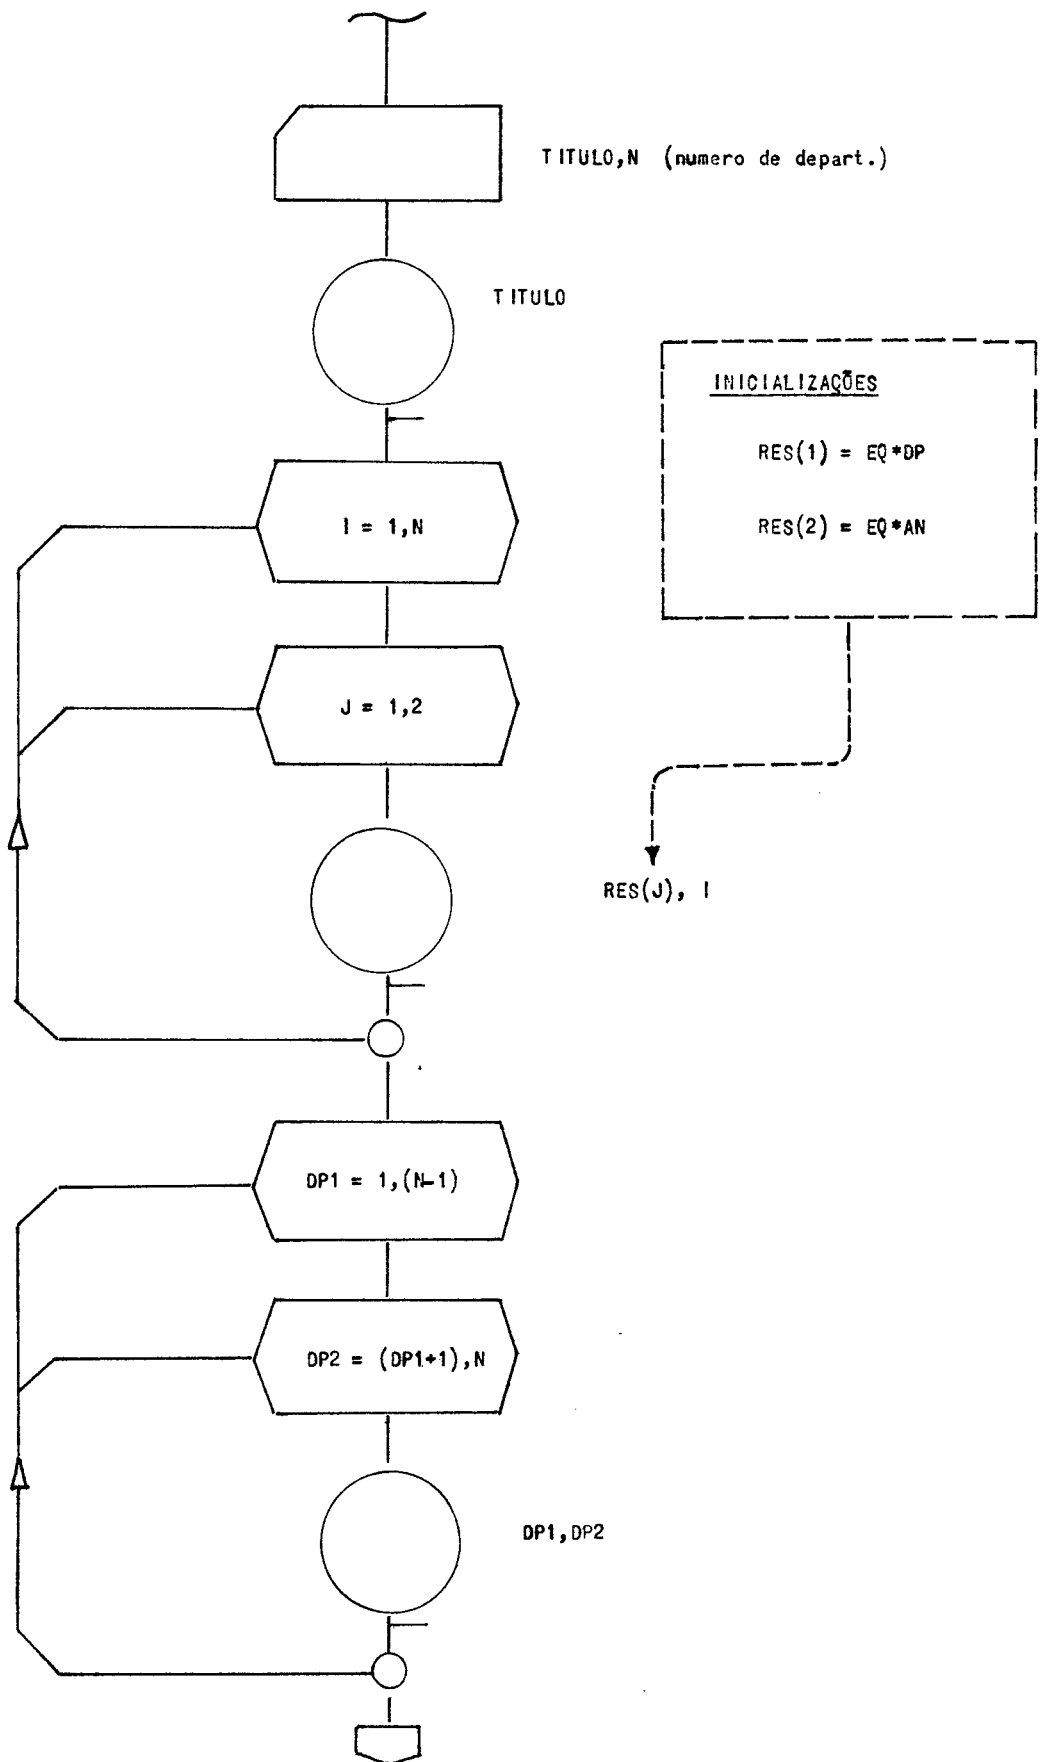 TITULO,N (numero de depart.)
TITULO
INICIALIZAÇÕES
RES(1) = EQ*DP
RES(2) = EQ*AN
I = 1,N
J = 1,2
RES(J), I
DP1 = 1,(N-1)
DP2 = (DP1+1),N
DP1,DP2